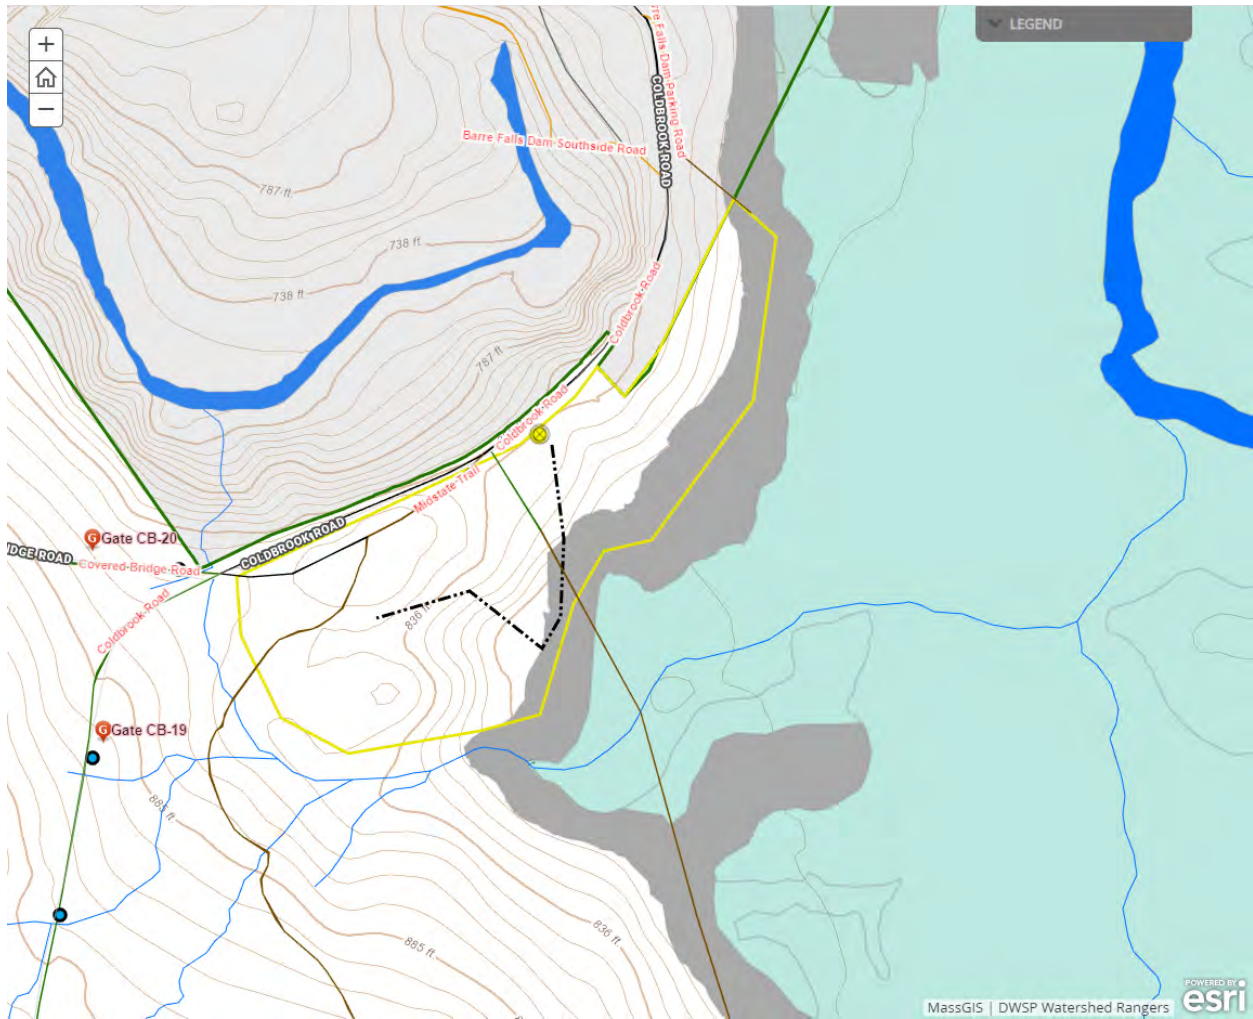 LEGEND
rre Falls Dam Parking Road
COLDBROOK ROAD
Barre Falls Dam Southside Road
787 ft.
738 ft
738 ft
Coldbrook Road
787 ft
Coldbrook Road
Midstate Trail
COLDBROOK ROAD
Gate CB-20
IDGE ROAD
Covered Bridge Road
Coldbrook Road
836 ft
Gate CB-19
885 ft
885 ft
836 ft
MassGIS | DWSP Watershed Rangers
POWERED BY
esri